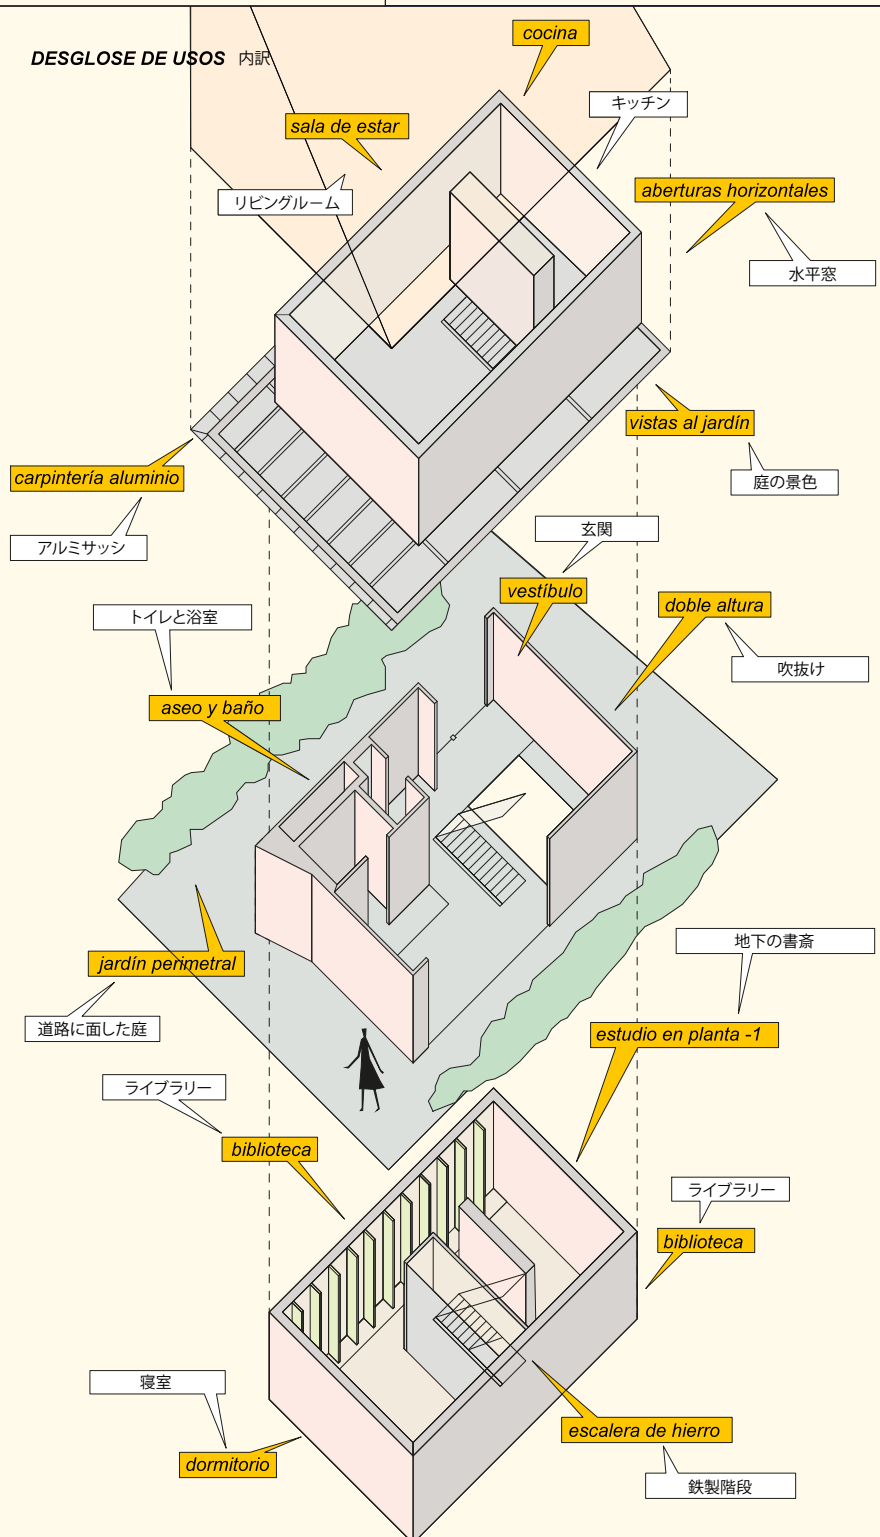 DESGLOSE DE USOS 内訳
cocina
キッチン
sala de estar
リビングルーム
aberturas horizontales
水平窓
vistas al jardín
庭の景色
carpintería aluminio
アルミサッシ
玄関
vestíbulo
doble altura
吹抜け
トイレと浴室
aseo y baño
jardín perimetral
道路に面した庭
地下の書斎
estudio en planta -1
ライブラリー
biblioteca
ライブラリー
biblioteca
寝室
dormitorio
escalera de hierro
鉄製階段